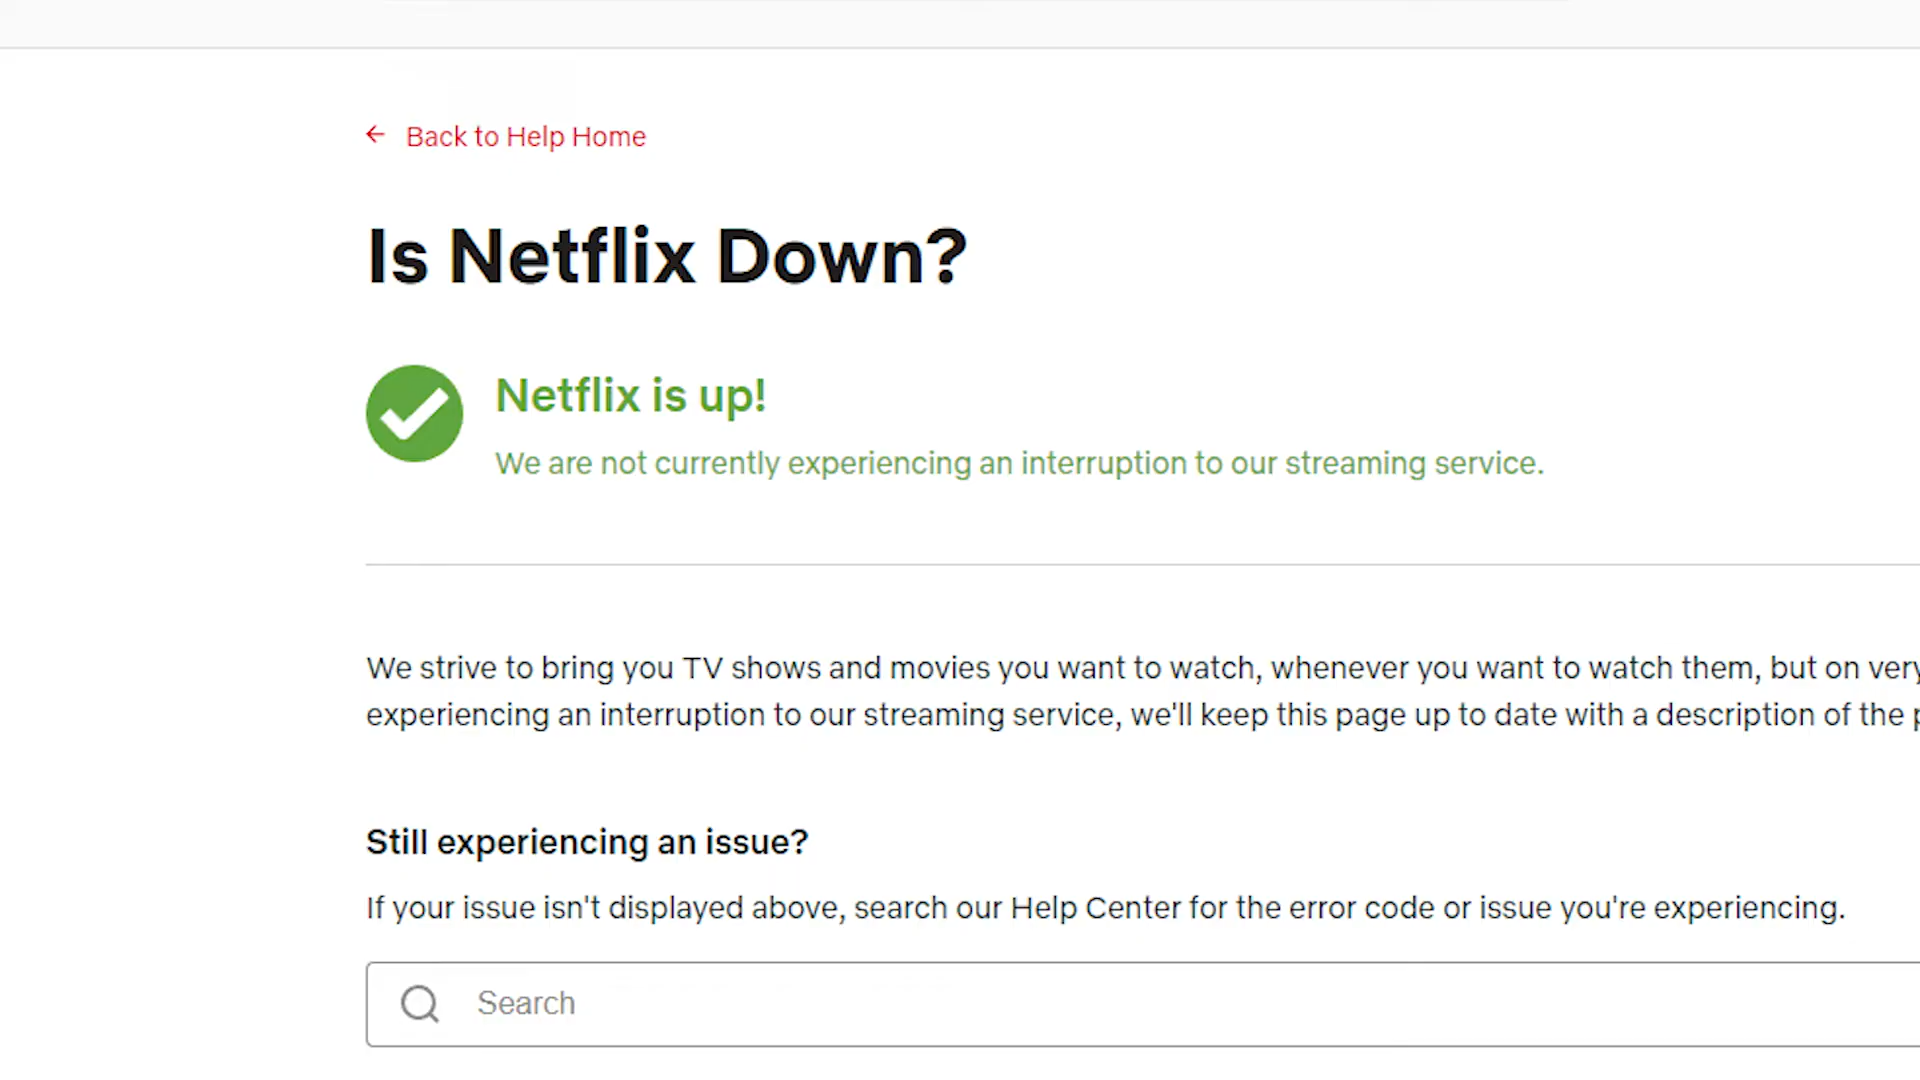 Back to Help Home
Is Netflix Down?
Netflix is up!
We are not currently experiencing an interruption to our streaming service.
We strive to bring you TV shows and movies you want to watch, whenever you want to watch them, but on very
experiencing an interruption to our streaming service, we'll keep this page up to date with a description of the
Still experiencing an issue?
If your issue isn't displayed above, search our Help Center for the error code or issue you're experiencing.
Search